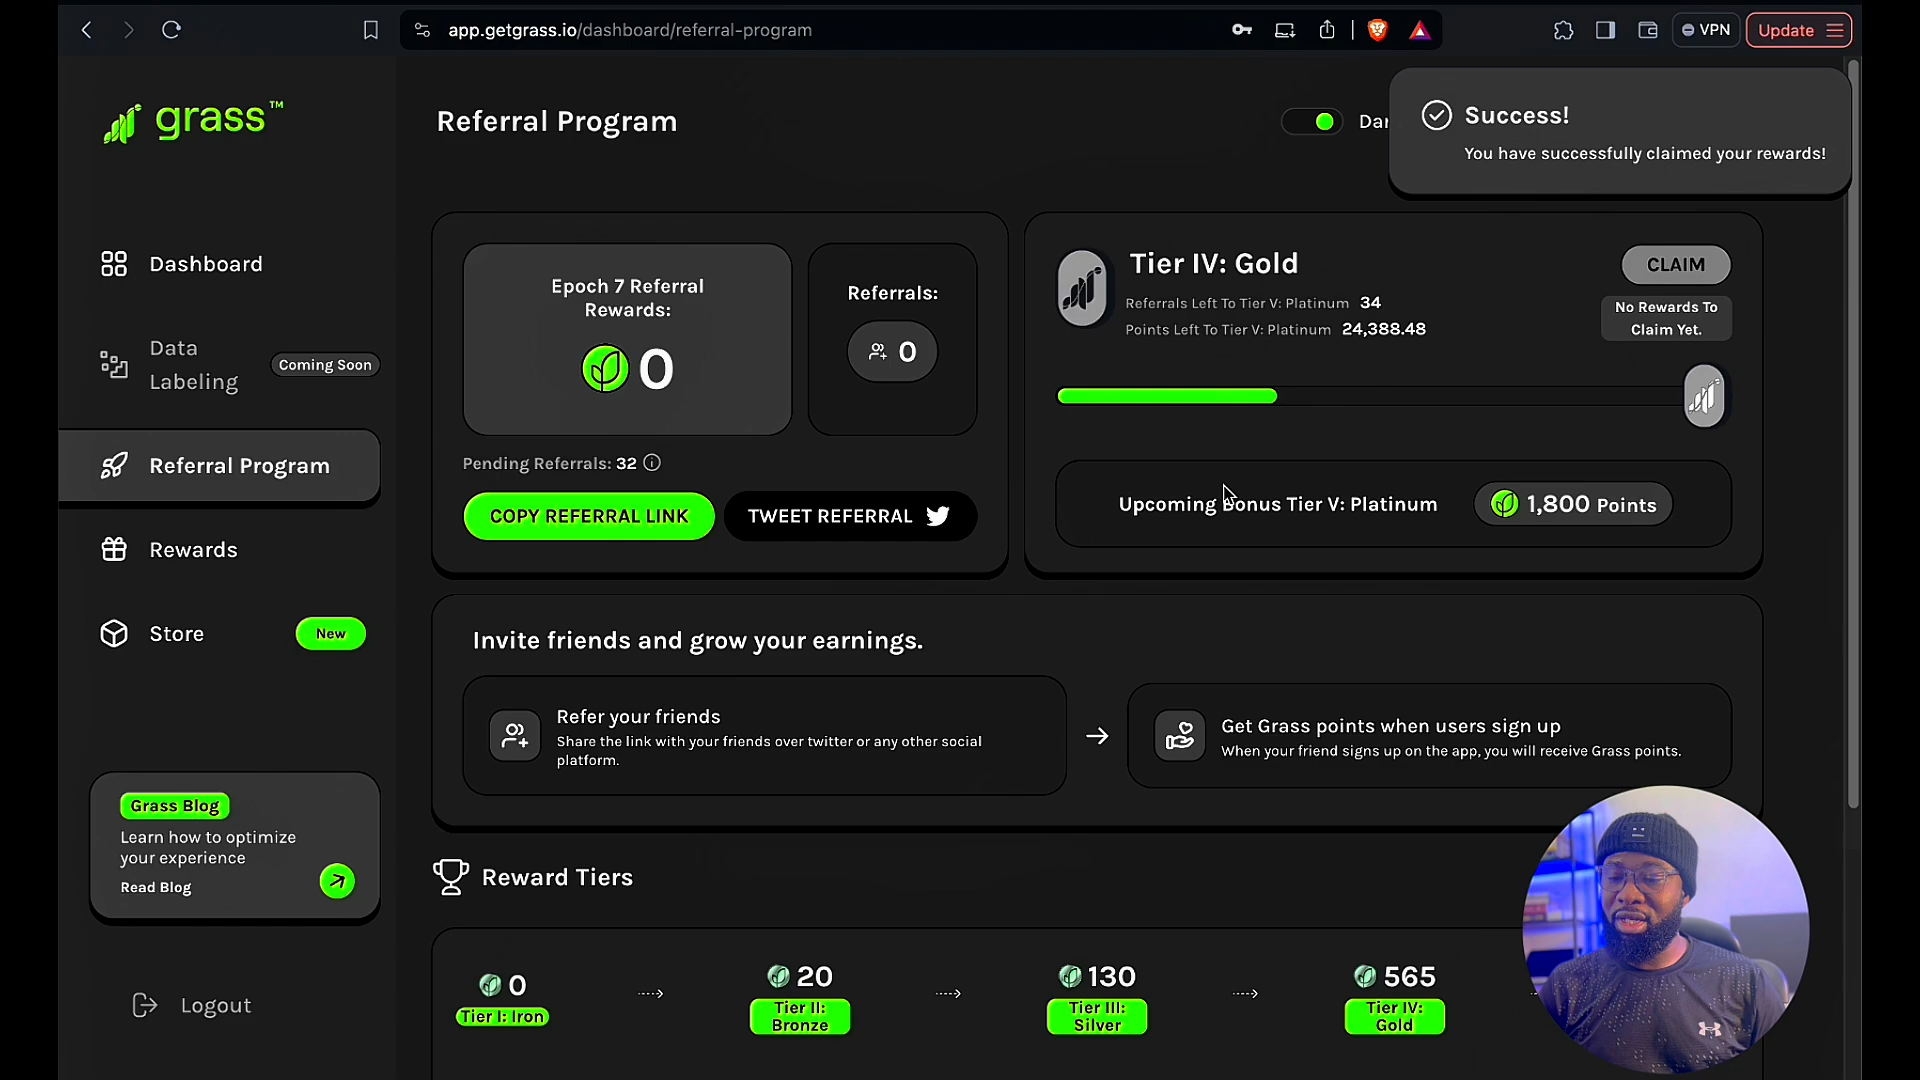 app.getgrass.io/dashboard/referral-program
VPN
Update
grass™
Referral Program
Success!
You have successfully claimed your rewards!
Dashboard
Data
Labeling
Coming Soon
Referral Program
Rewards
Store
New
Grass Blog
Learn how to optimize
your experience
Read Blog
Logout
Epoch 7 Referral
Rewards:
0
Referrals:
0
Pending Referrals: 32
COPY REFERRAL LINK
TWEET REFERRAL
Tier IV: Gold
Referrals Left To Tier V: Platinum 34
Points Left To Tier V: Platinum 24,388.48
CLAIM
No Rewards To
Claim Yet.
Upcoming Bonus Tier V: Platinum
1,800 Points
Invite friends and grow your earnings.
Refer your friends
Share the link with your friends over twitter or any other social
platform.
Get Grass points when users sign up
When your friend signs up on the app, you will receive Grass points.
Reward Tiers
0
Tier I: Iron
20
Tier II:
Bronze
130
Tier III:
Silver
565
Tier IV:
Gold